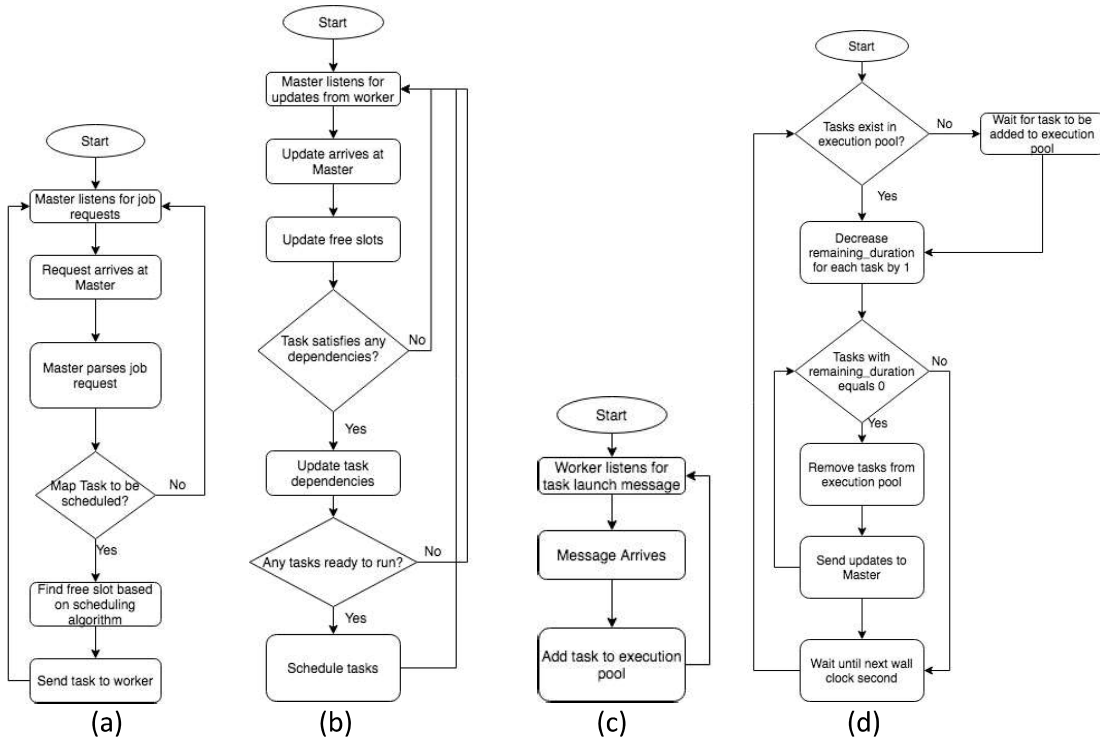 Start
Master listens for job
requests
Request arrives at
Master
Master parses job
request
Map Task to be
scheduled?
No
Yes
Find free slot based
on scheduling
algorithm
Send task to worker
(a)
Start
Master listens for
updates from worker
Update arrives at
Master
Update free slots
Task satisfies any
dependencies?
No
Yes
Update task
dependencies
Any tasks ready to run?
No
Yes
Schedule tasks
(b)
Start
Worker listens for
task launch message
Message Arrives
Add task to execution
pool
(c)
Start
Tasks exist in
execution pool?
No
Wait for task to be
added to execution
pool
Yes
Decrease
remaining_duration
for each task by 1
Tasks with
remaining_duration
equals 0
No
Yes
Remove tasks from
execution pool
Send updates to
Master
Wait until next wall
clock second
(d)